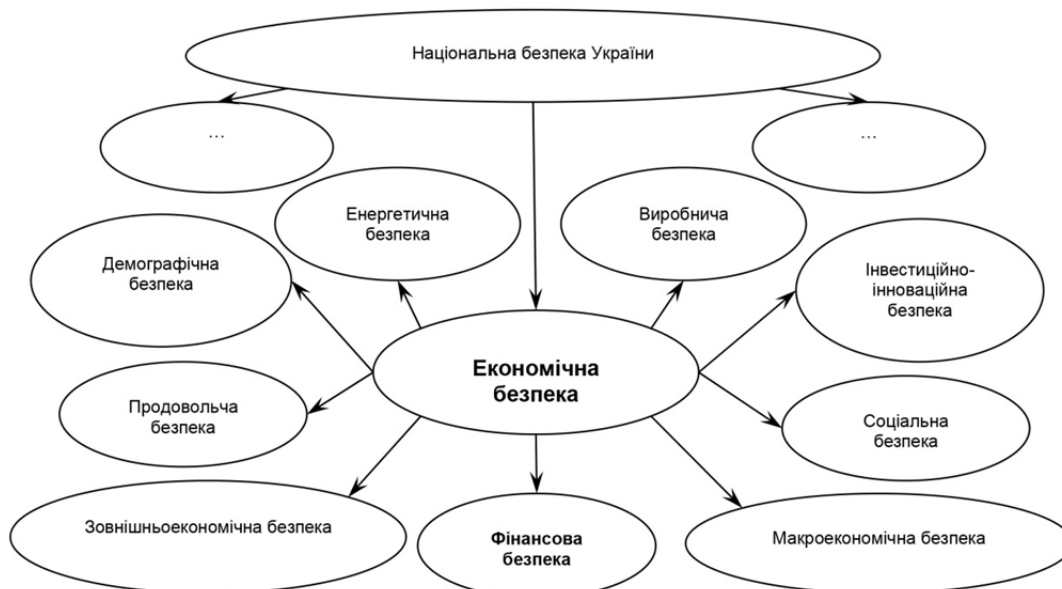 Національна безпека України
…
…
Енергетична
безпека
Виробнича
безпека
Демографічна
безпека
Інвестиційно-
інноваційна
безпека
Економічна
безпека
Продовольча
безпека
Соціальна
безпека
Зовнішньоекономічна безпека
Фінансова
безпека
Макроекономічна безпека